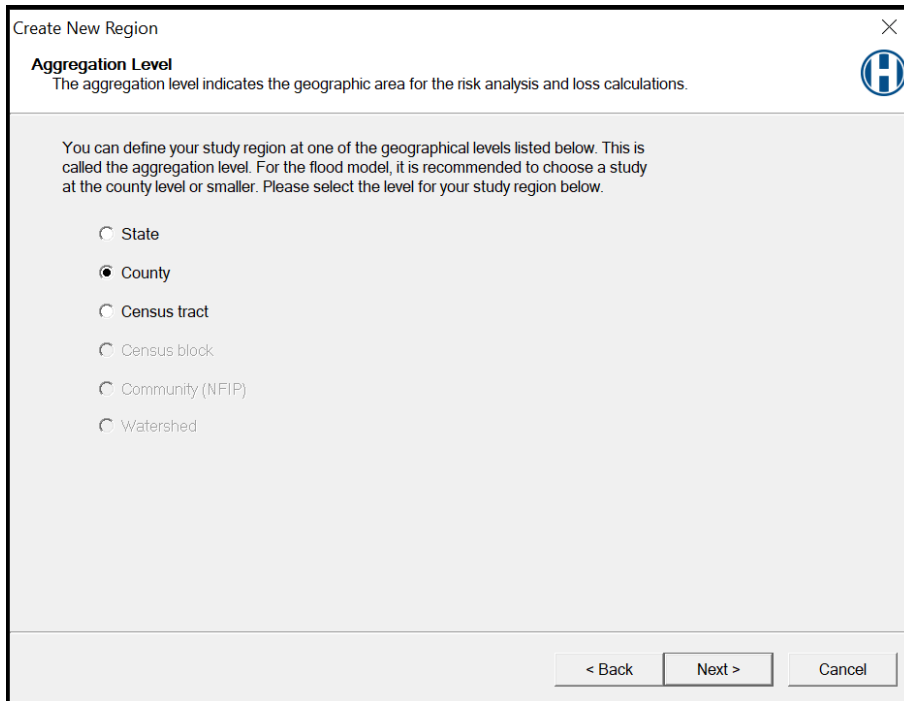 Create New Region
Aggregation Level
The aggregation level indicates the geographic area for the risk analysis and loss calculations.
You can define your study region at one of the geographical levels listed below. This is
called the aggregation level. For the flood model, it is recommended to choose a study
at the county level or smaller. Please select the level for your study region below.
State
County
Census tract
Census block
Community (NFIP)
Watershed
< Back Next > Cancel